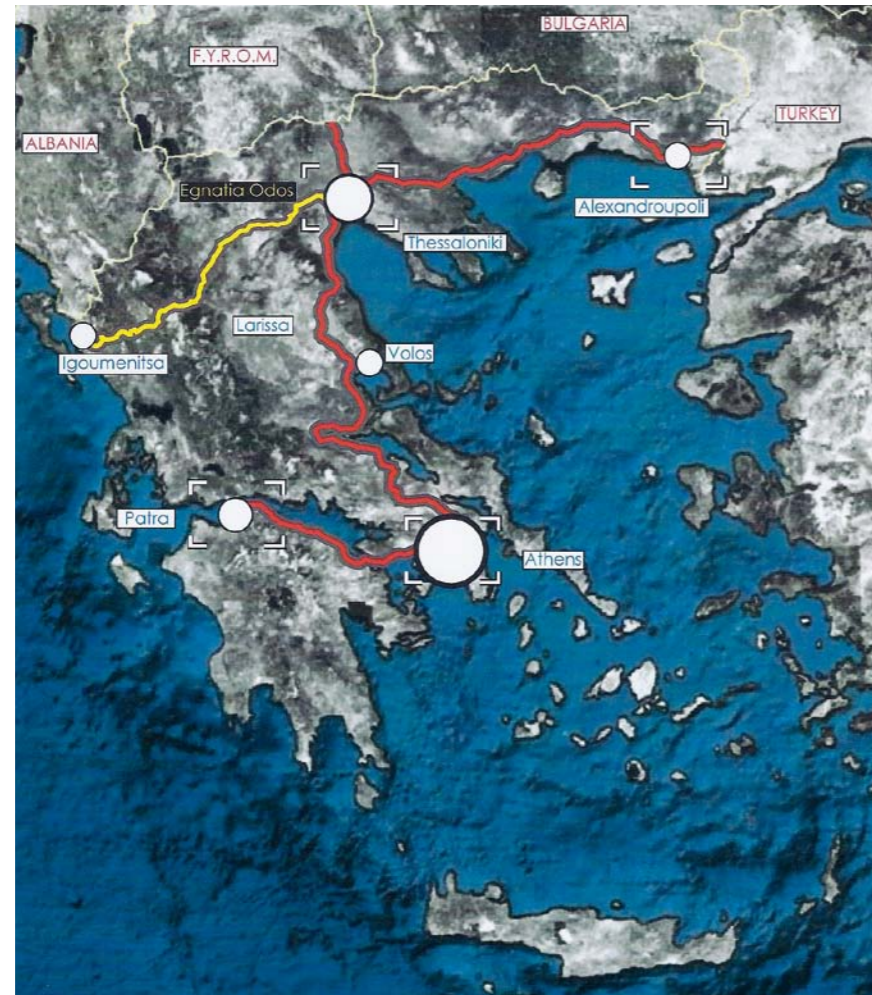 BULGARIA
F.Y.R.O.M.
TURKEY
ALBANIA
Egnatia Odos
Alexandroupoli
Thessaloniki
Larissa
Volos
Igoumenitsa
Patra
Athens